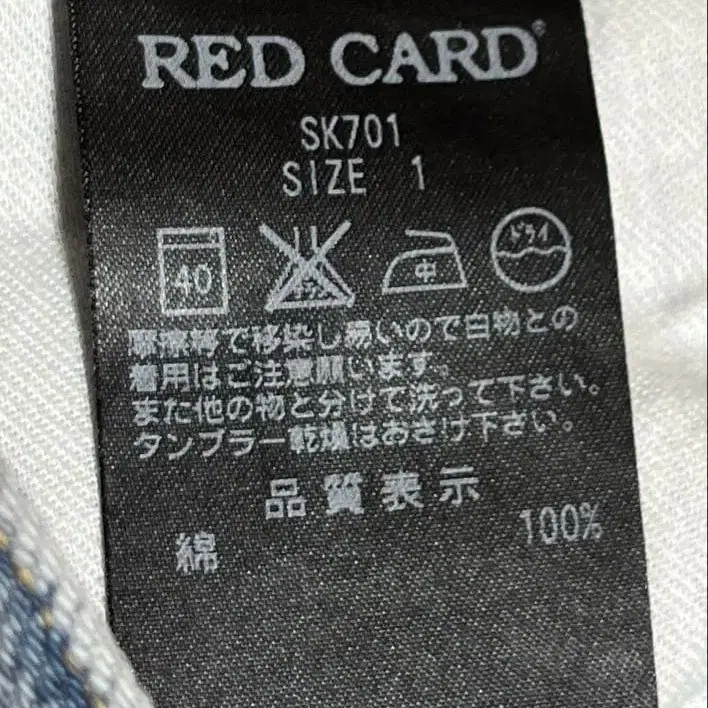 RED CARD®
SK701
SIZE 1
40 中 ドライ
摩擦等で移染し易いので白物との
着用はご注意願います。
また他の物と分けて洗って下さい。
タンブラー乾燥はおさけ下さい。
品質表示
綿 100%